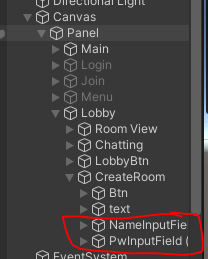 Directional Light
Canvas
Panel
Main
Login
Join
Menu
Lobby
Room View
Chatting
LobbyBtn
CreateRoom
Btn
text
NameInputFie
PwInputField (
EventSystem